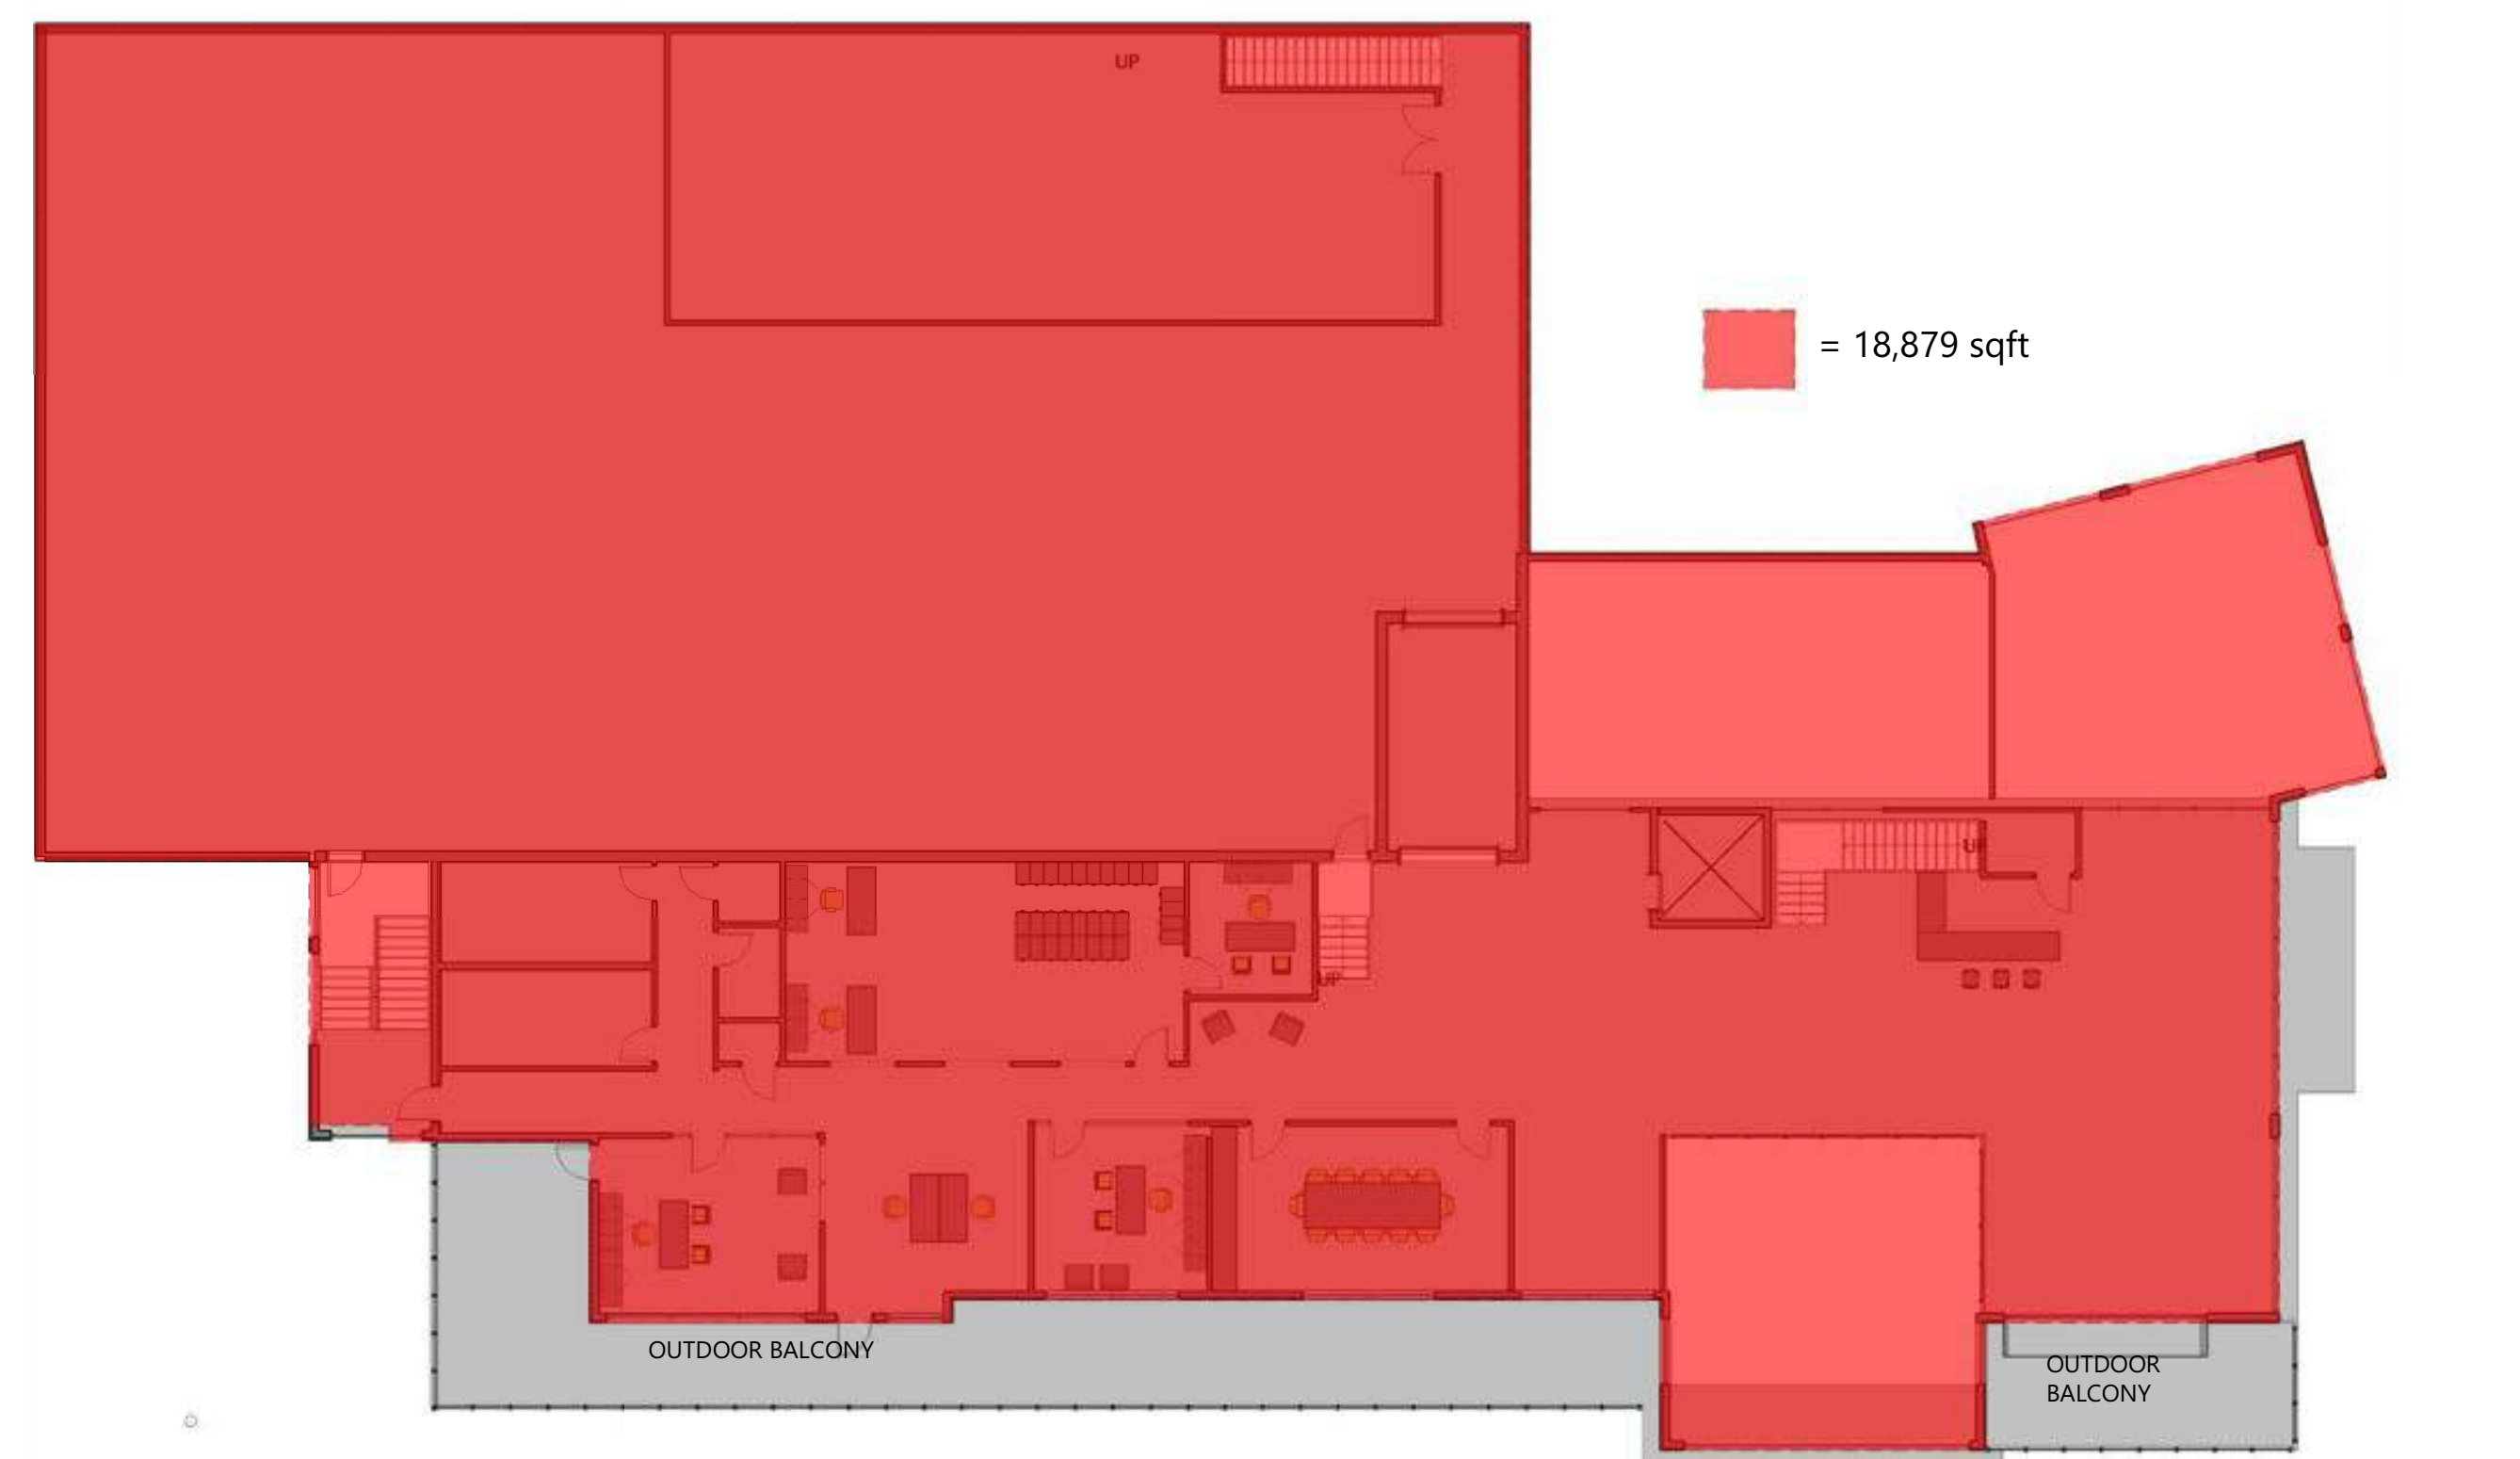 UP
= 18,879 sqft
UP
UP
OUTDOOR BALCONY
OUTDOOR
BALCONY